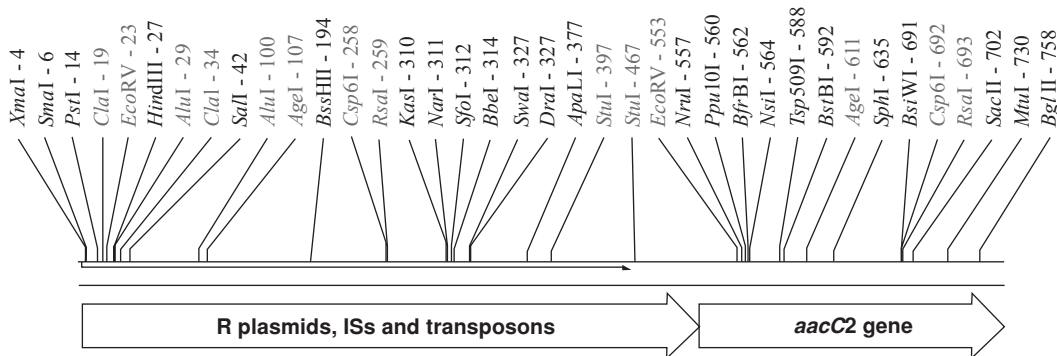 XmaI - 4
SmaI - 6
PstI - 14
ClaI - 19
EcoRV - 23
HindIII - 27
AluI - 29
ClaI - 34
SalI - 42
AluI - 100
AgeI - 107
BssHII - 194
Csp6I - 258
RsaI - 259
KasI - 310
NarI - 311
SfoI - 312
BbeI - 314
SwaI - 327
DraI - 327
ApaLI - 377
StuI - 397
StuI - 467
EcoRV - 553
NruI - 557
Ppu10I - 560
BfrBI - 562
NsiI - 564
Tsp509I - 588
BstBI - 592
AgeI - 611
SphI - 635
BsiWI - 691
Csp6I - 692
RsaI - 693
SacII - 702
MtuI - 730
BglII - 758
R plasmids, ISs and transposons
aacC2 gene